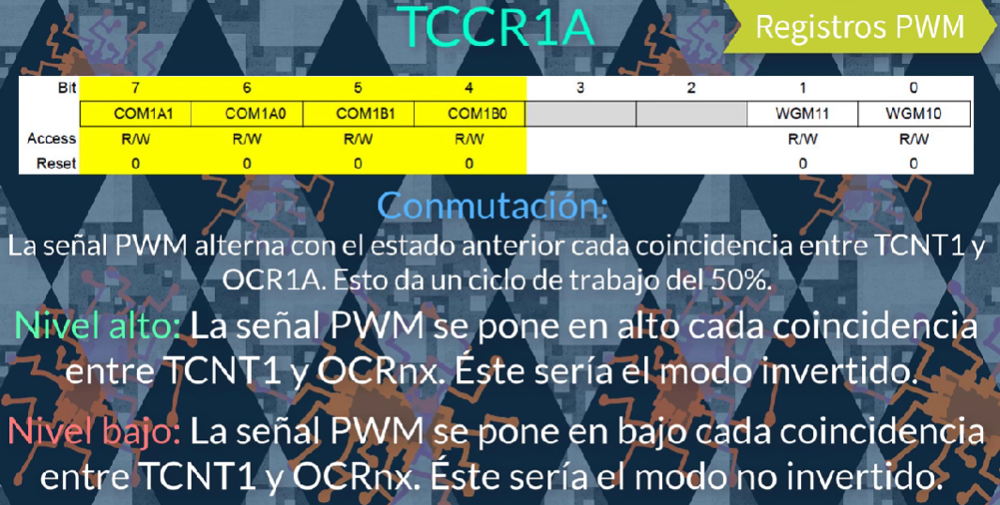 TCCR1A
Registros PWM
Bit 7 6 5 4 3 2 1 0
COM1A1 COM1A0 COM1B1 COM1B0 WGM11 WGM10
Access R/W R/W R/W R/W R/W R/W
Reset 0 0 0 0 0 0
Conmutación:
La señal PWM alterna con el estado anterior cada coincidencia entre TCNT1 y
OCR1A. Esto da un ciclo de trabajo del 50%.
Nivel alto: La señal PWM se pone en alto cada coincidencia
entre TCNT1 y OCRnx. Éste sería el modo invertido.
Nivel bajo: La señal PWM se pone en bajo cada coincidencia
entre TCNT1 y OCRnx. Éste sería el modo no invertido.